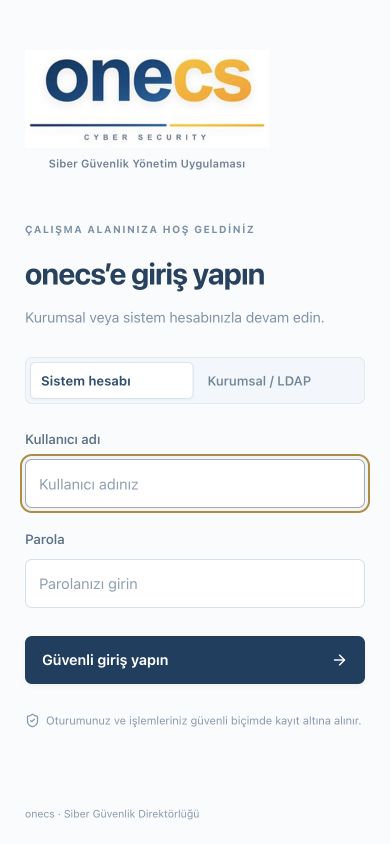 onecs
CYBER SECURITY
Siber Güvenlik Yönetim Uygulaması
ÇALIŞMA ALANINIZA HOŞ GELDİNİZ
onecs’e giriş yapın
Kurumsal veya sistem hesabınızla devam edin.
Sistem hesabı
Kurumsal / LDAP
Kullanıcı adı
Kullanıcı adınız
Parola
Parolanızı girin
Güvenli giriş yapın
Oturumunuz ve işlemleriniz güvenli biçimde kayıt altına alınır.
onecs · Siber Güvenlik Direktörlüğü